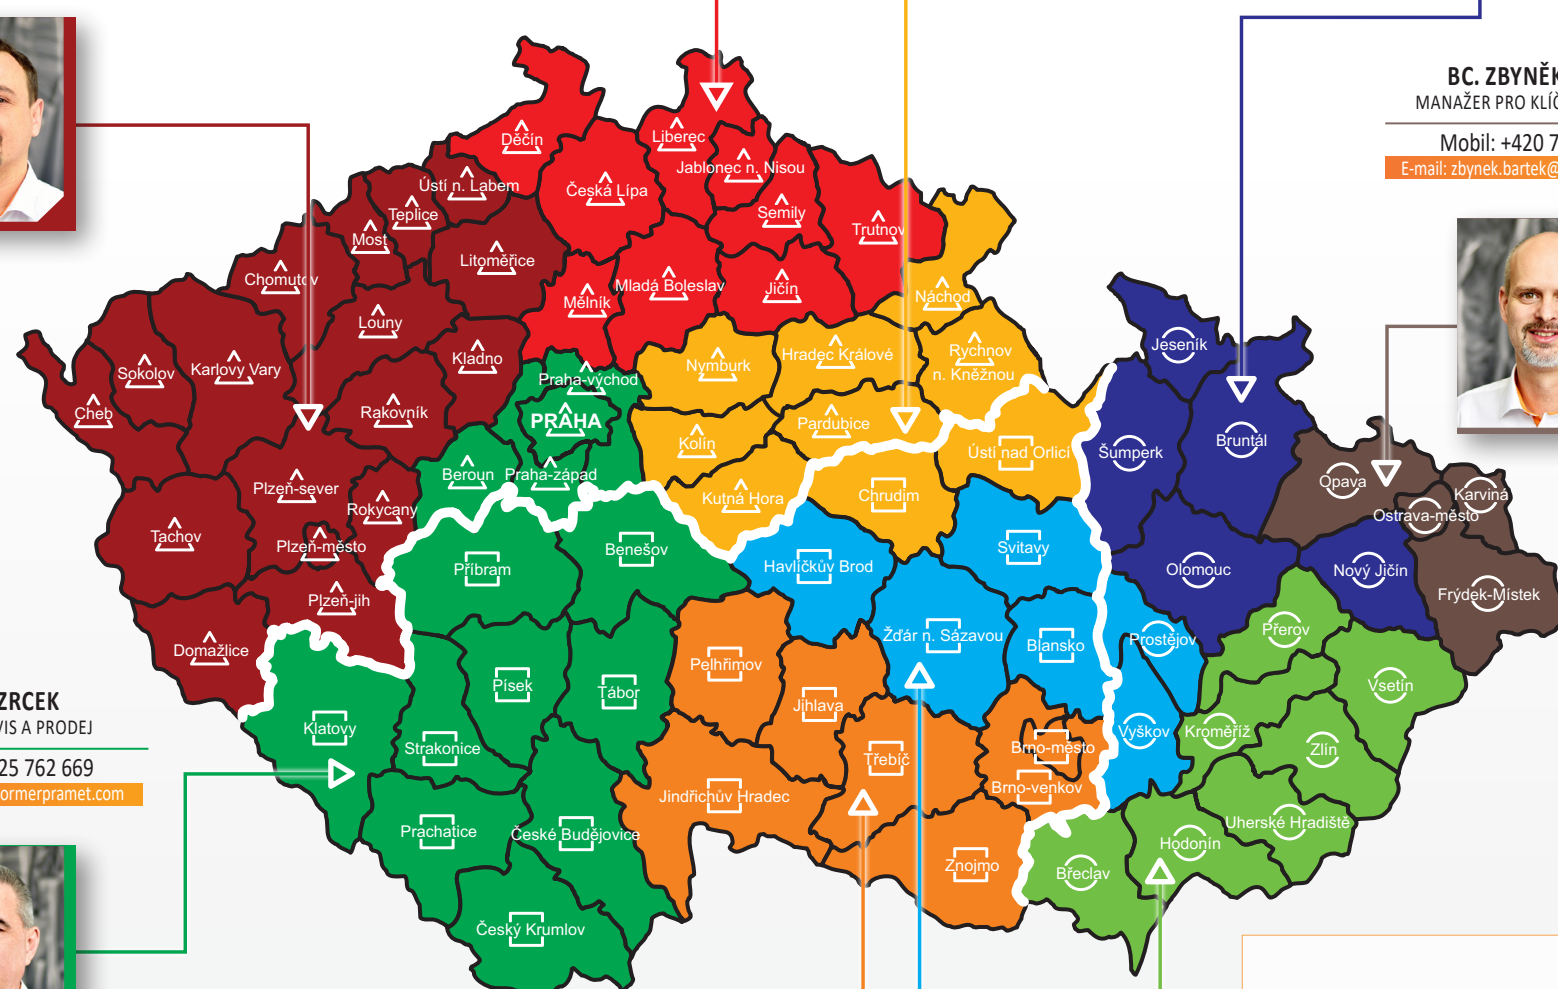 BC. ZBYNĚK
MANAŽER PRO KLÍČ
Mobil: +420 7
E-mail: zbynek.bartek@
Děčín
Liberec
Jablonec n. Nisou
Ústí n. Labem
Česká Lípa
Teplice
Semily
Most
Trutnov
Litoměřice
Chomutov
Mladá Boleslav
Jičín
Mělník
Náchod
Louny
Jeseník
Kladno
Hradec Králové
Rychnov
n. Kněžnou
Nymburk
Sokolov
Karlovy Vary
Praha-východ
Cheb
Rakovník
PRAHA
Pardubice
Kolín
Bruntál
Ústí nad Orlicí
Šumperk
Beroun
Praha-západ
Opava
Plzeň-sever
Kutná Hora
Chrudim
Karviná
Rokycany
Ostrava-město
Tachov
Plzeň-město
Benešov
Svitavy
Příbram
Havlíčkův Brod
Olomouc
Nový Jičín
Plzeň-jih
Frýdek-Místek
Přerov
Domažlice
Žďár n. Sázavou
Blansko
Prostějov
Pelhřimov
Písek
Tábor
Vsetín
ZRCEK
VIS A PRODEJ
25 762 669
ormerpramet.com
Jihlava
Klatovy
Vyškov
Kroměříž
Strakonice
Brno-město
Zlín
Třebíč
Brno-venkov
Jindřichův Hradec
Prachatice
České Budějovice
Uherské Hradiště
Hodonín
Znojmo
Břeclav
Český Krumlov